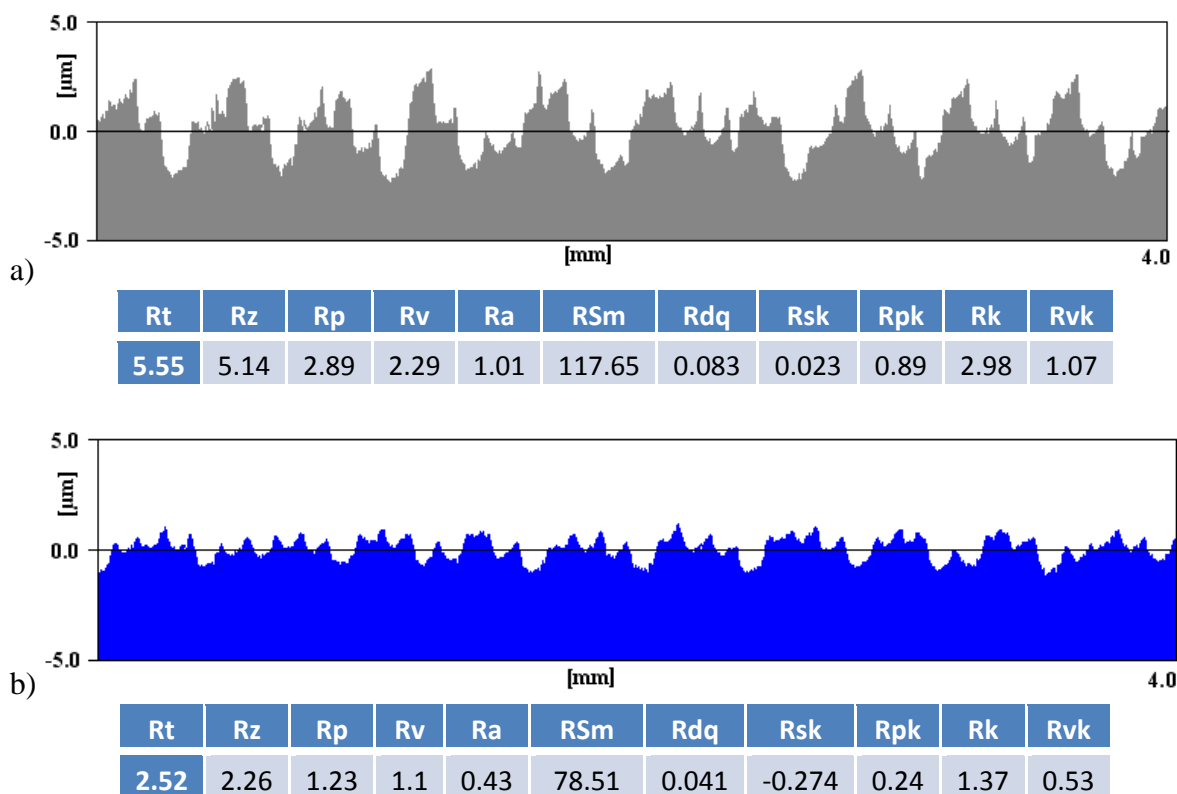 5.0
[µm]
0.0
-5.0
[mm]
4.0
a)
Rt Rz Rp Rv Ra RSm Rdq Rsk Rpk Rk Rvk
5.55 5.14 2.89 2.29 1.01 117.65 0.083 0.023 0.89 2.98 1.07
5.0
[µm]
0.0
-5.0
[mm]
4.0
b)
Rt Rz Rp Rv Ra RSm Rdq Rsk Rpk Rk Rvk
2.52 2.26 1.23 1.1 0.43 78.51 0.041 -0.274 0.24 1.37 0.53